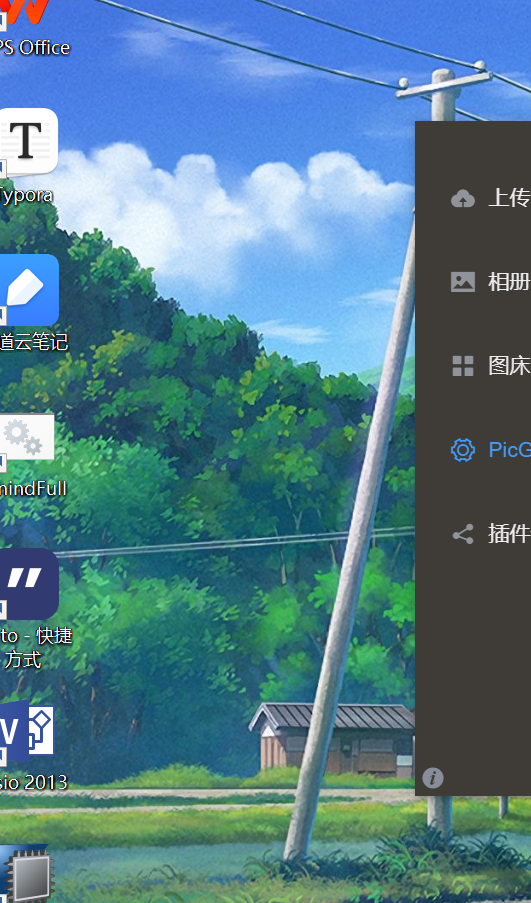 PS Office
Typora
道云笔记
mindFull
to - 快捷
方式
sio 2013
上传
相册
图床
PicG
插件